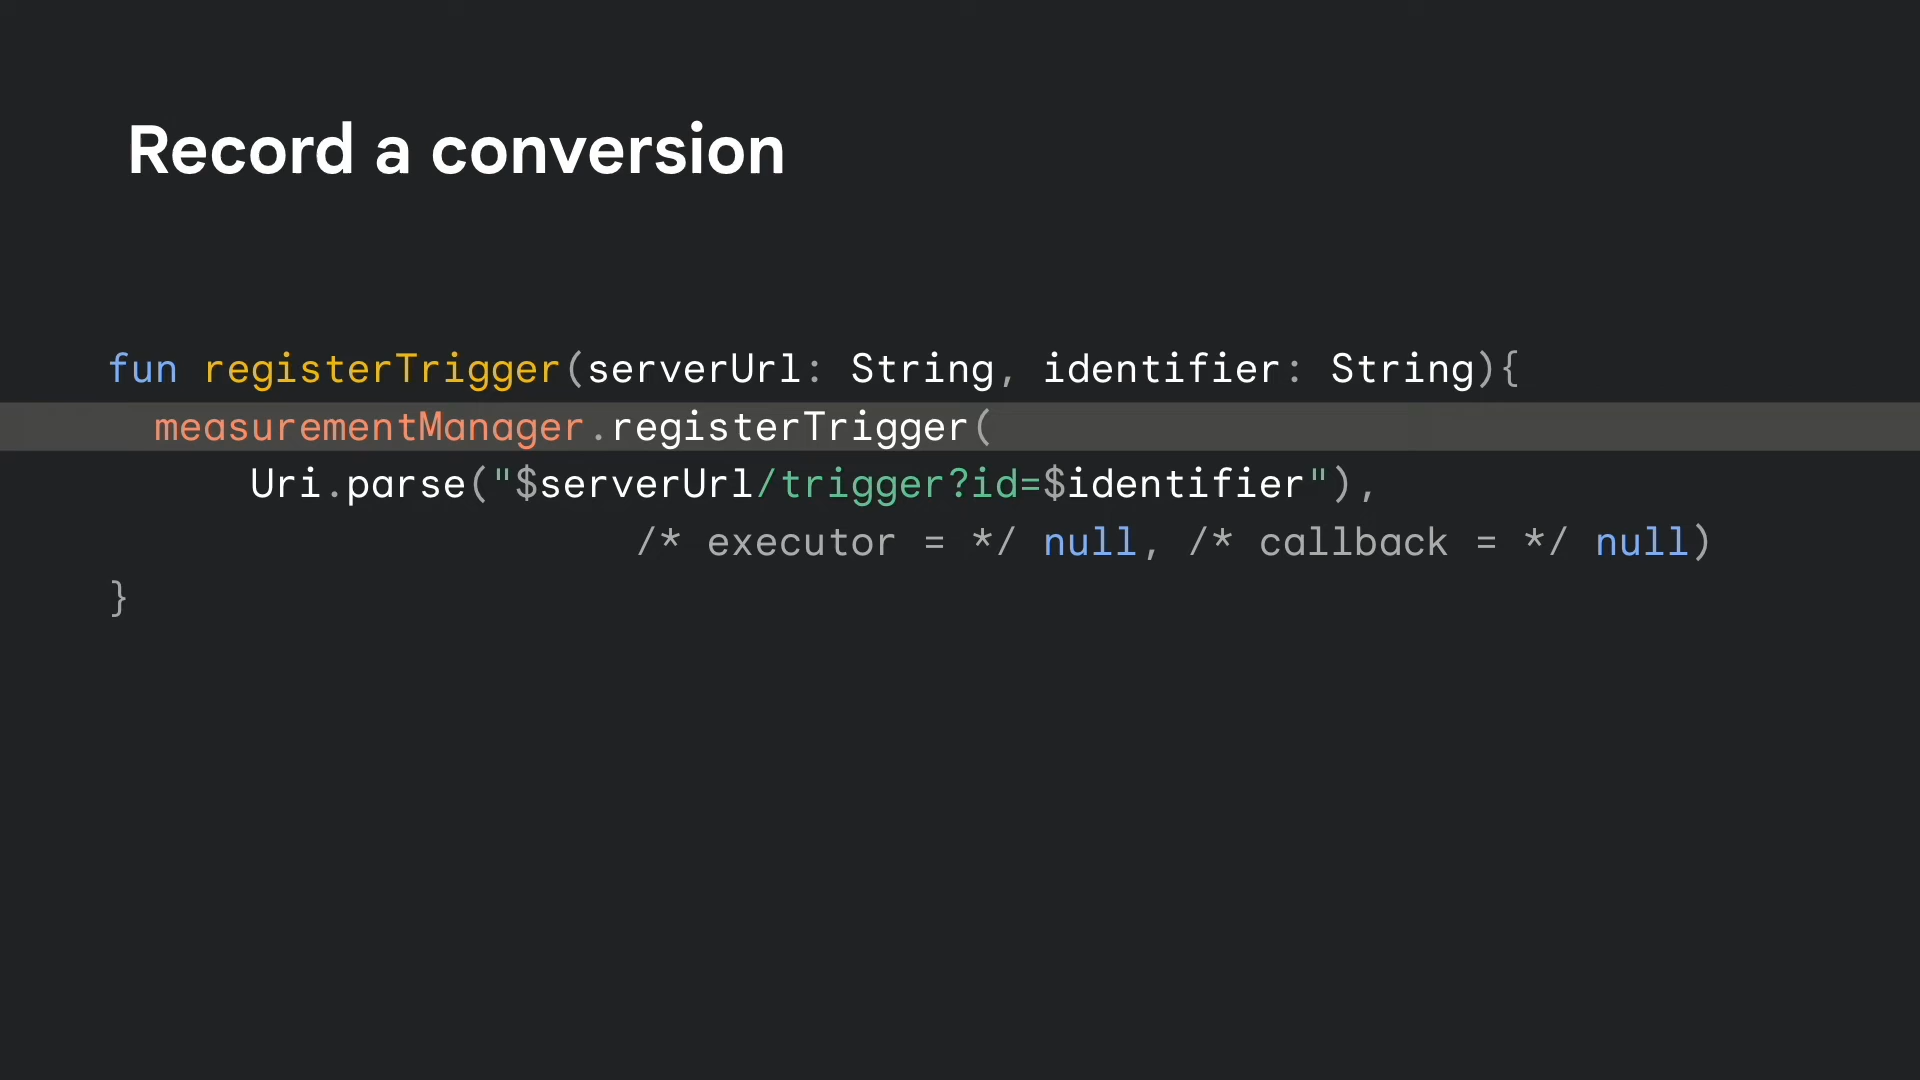 Record a conversion
fun registerTrigger(serverUrl: String, identifier: String){
measurementManager.registerTrigger(
Uri.parse("$serverUrl/trigger?id=$identifier"),
/* executor = */ null, /* callback = */ null)
}